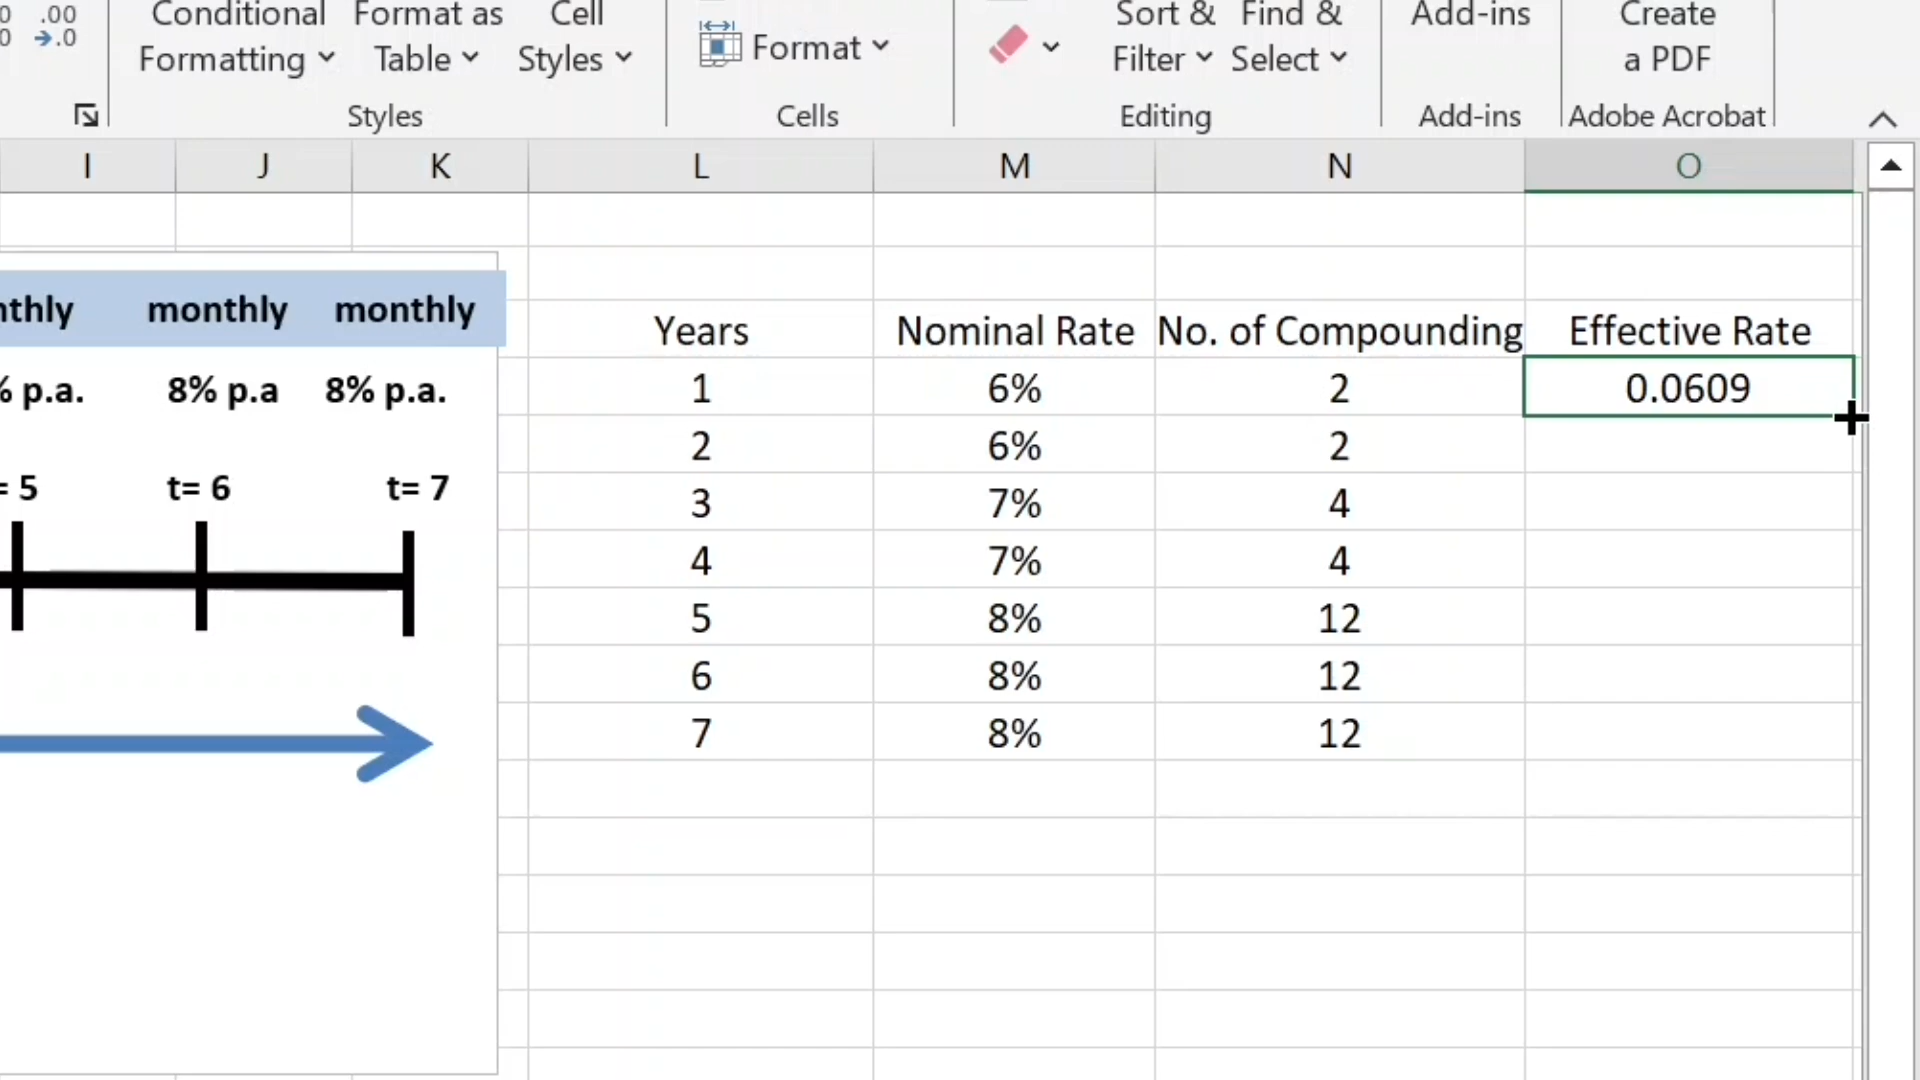 .00
.0
Conditional Formatting
Format as Table
Cell Styles
Format
Sort & Filter
Find & Select
Add-ins
Create a PDF
Styles
Cells
Editing
Add-ins
Adobe Acrobat
I J K L M N O
thly monthly monthly
% p.a. 8% p.a 8% p.a.
= 5 t= 6 t= 7
Years Nominal Rate No. of Compounding Effective Rate
1 6% 2 0.0609
2 6% 2
3 7% 4
4 7% 4
5 8% 12
6 8% 12
7 8% 12